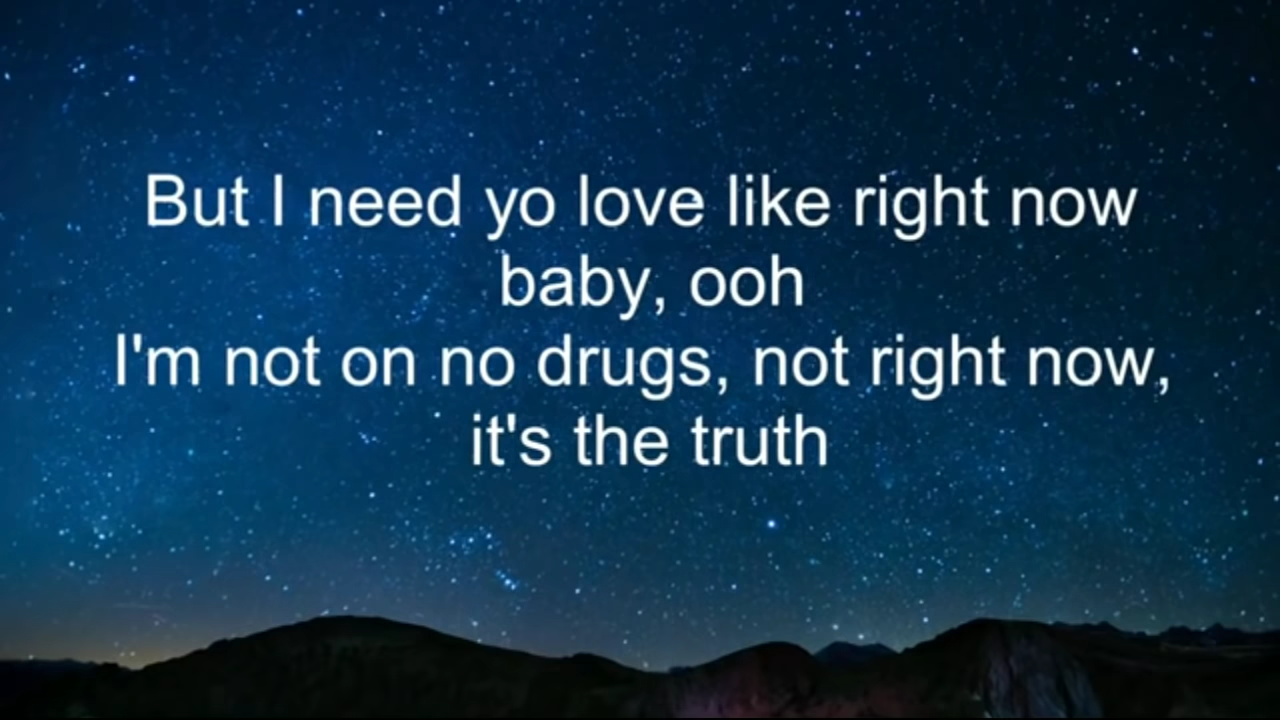 But I need yo love like right now
baby, ooh
I'm not on no drugs, not right now,
it's the truth